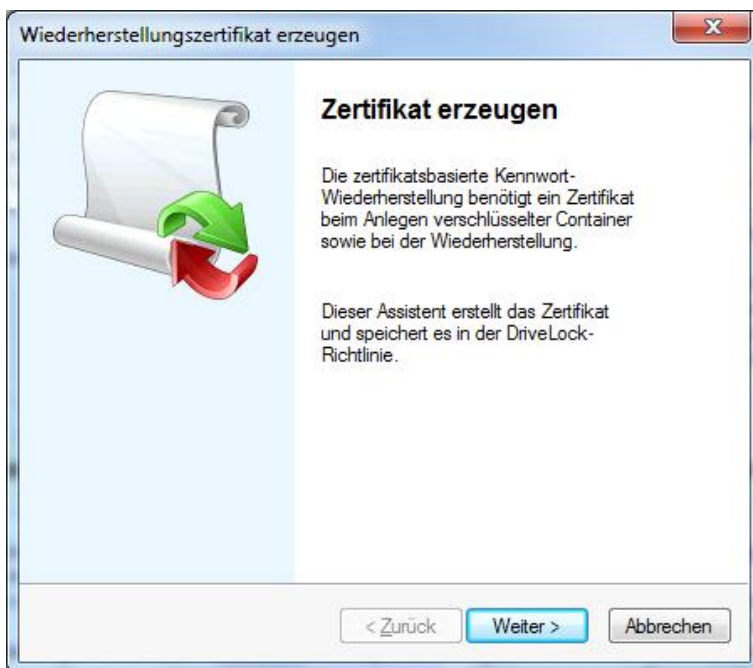 Wiederherstellungszertifikat erzeugen
Zertifikat erzeugen
Die zertifikatsbasierte Kennwort-
Wiederherstellung benötigt ein Zertifikat
beim Anlegen verschlüsselter Container
sowie bei der Wiederherstellung.
Dieser Assistent erstellt das Zertifikat
und speichert es in der DriveLock-
Richtlinie.
< Zurück Weiter > Abbrechen